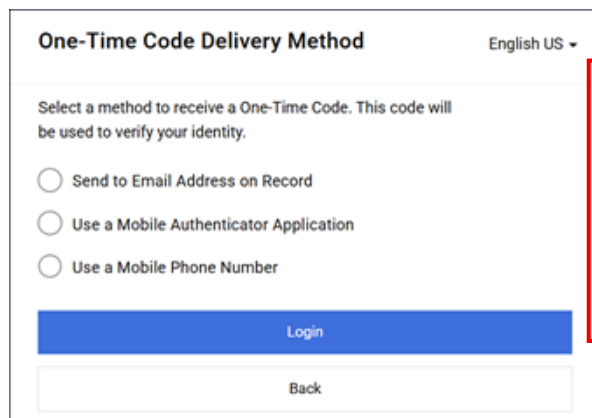 One-Time Code Delivery Method
English US
Select a method to receive a One-Time Code. This code will
be used to verify your identity.
Send to Email Address on Record
Use a Mobile Authenticator Application
Use a Mobile Phone Number
Login
Back